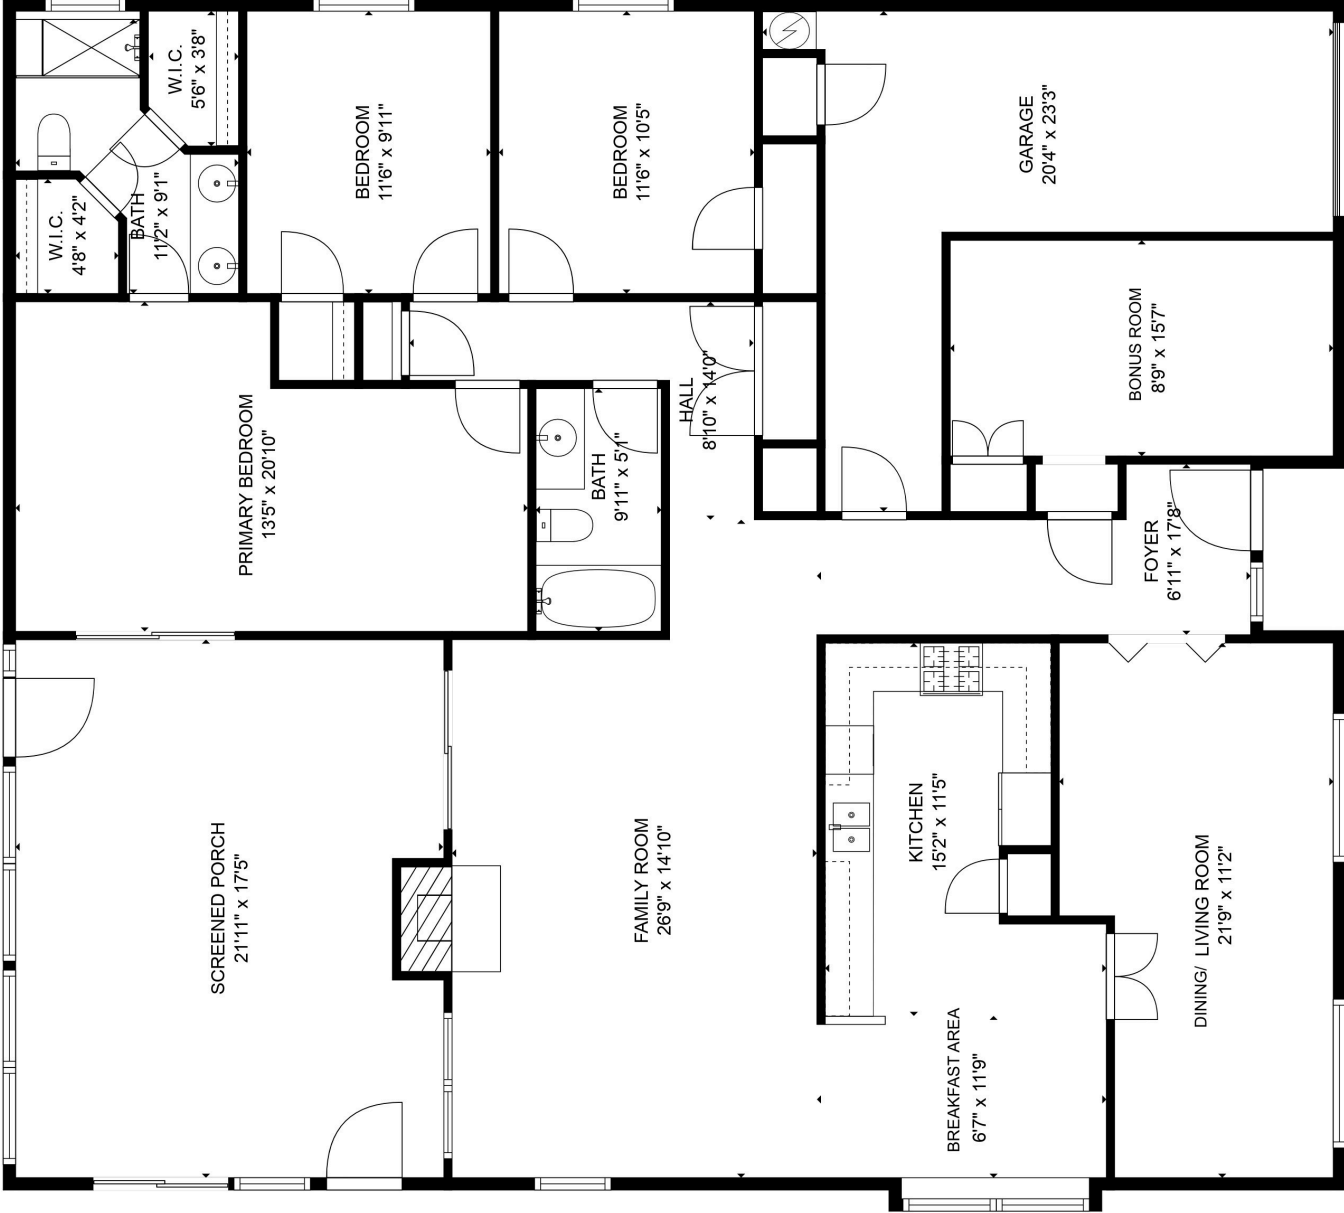 W.I.C.
5'6" x 3'8"
BEDROOM
11'6" x 9'11"
BEDROOM
11'6" x 10'5"
GARAGE
20'4" x 23'3"
W.I.C.
4'8" x 4'2"
BATH
11'2" x 9'1"
BONUS ROOM
8'9" x 15'7"
HALL
8'10" x 14'0"
PRIMARY BEDROOM
13'5" x 20'10"
BATH
9'11" x 5'1"
FOYER
6'11" x 17'8"
SCREENED PORCH
21'11" x 17'5"
FAMILY ROOM
26'9" x 14'10"
KITCHEN
15'2" x 11'5"
DINING/ LIVING ROOM
21'9" x 11'2"
BREAKFAST AREA
6'7" x 11'9"